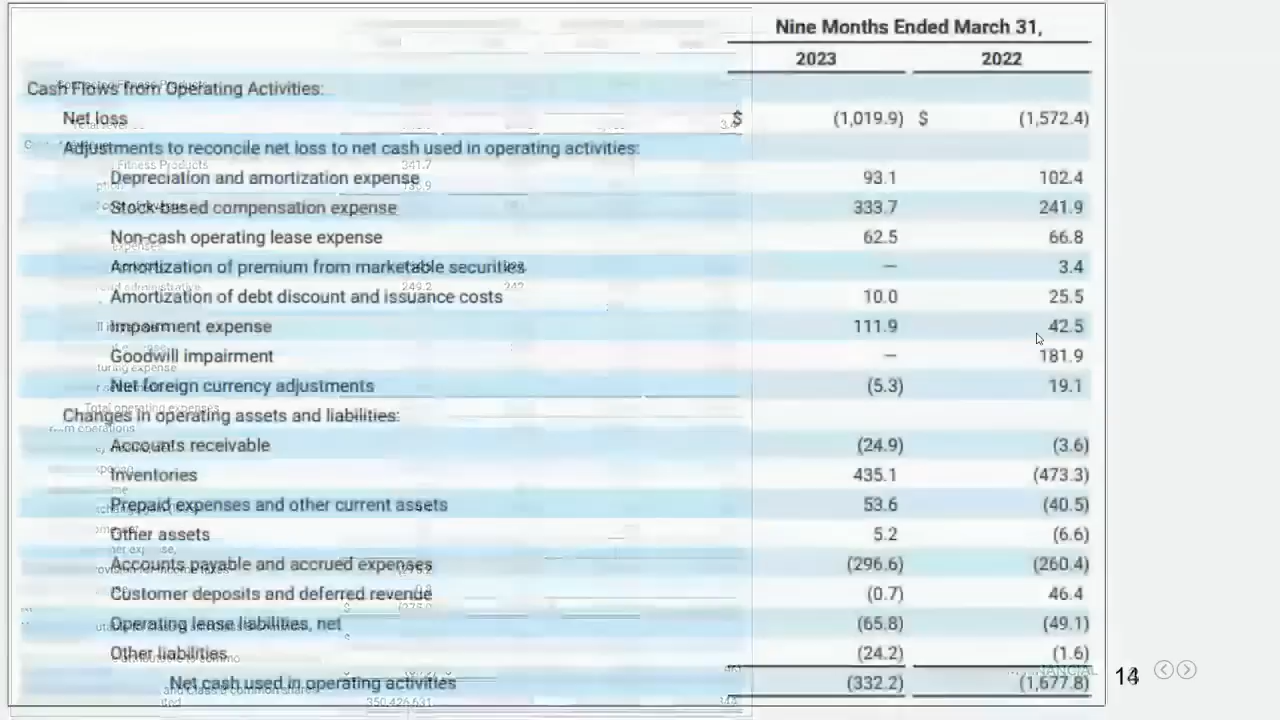 Nine Months Ended March 31,
2023 2022
Cash Flows from Operating Activities:
Net loss $ (1,019.9) $ (1,572.4)
Adjustments to reconcile net loss to net cash used in operating activities:
Depreciation and amortization expense 93.1 102.4
Stock-based compensation expense 333.7 241.9
Non-cash operating lease expense 62.5 66.8
Amortization of premium from marketable securities — 3.4
Amortization of debt discount and issuance costs 10.0 25.5
Impairment expense 111.9 42.5
Goodwill impairment — 181.9
Net foreign currency adjustments (5.3) 19.1
Changes in operating assets and liabilities:
Accounts receivable (24.9) (3.6)
Inventories 435.1 (473.3)
Prepaid expenses and other current assets 53.6 (40.5)
Other assets 5.2 (6.6)
Accounts payable and accrued expenses (296.6) (260.4)
Customer deposits and deferred revenue (0.7) 46.4
Operating lease liabilities, net (65.8) (49.1)
Other liabilities (24.2) (1.6)
Net cash used in operating activities (332.2) (1,677.8)